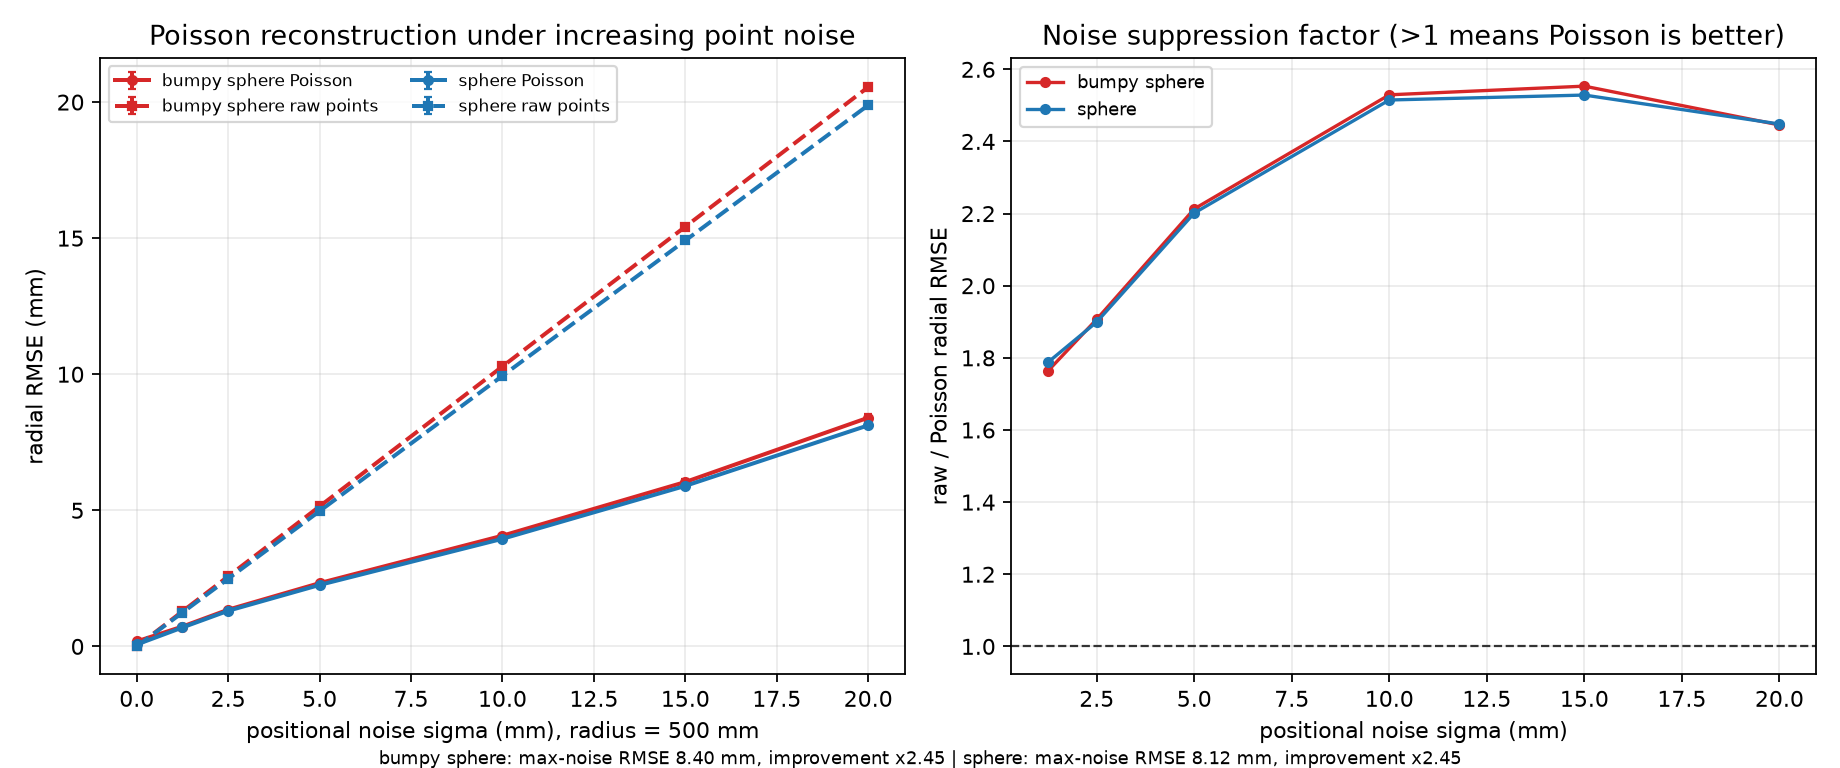 Poisson reconstruction under increasing point noise
bumpy sphere Poisson
bumpy sphere raw points
sphere Poisson
sphere raw points
radial RMSE (mm)
20
15
10
5
0
0.0 2.5 5.0 7.5 10.0 12.5 15.0 17.5 20.0
positional noise sigma (mm), radius = 500 mm
Noise suppression factor (>1 means Poisson is better)
bumpy sphere
sphere
raw / Poisson radial RMSE
2.6
2.4
2.2
2.0
1.8
1.6
1.4
1.2
1.0
2.5 5.0 7.5 10.0 12.5 15.0 17.5 20.0
positional noise sigma (mm)
bumpy sphere: max-noise RMSE 8.40 mm, improvement x2.45 | sphere: max-noise RMSE 8.12 mm, improvement x2.45